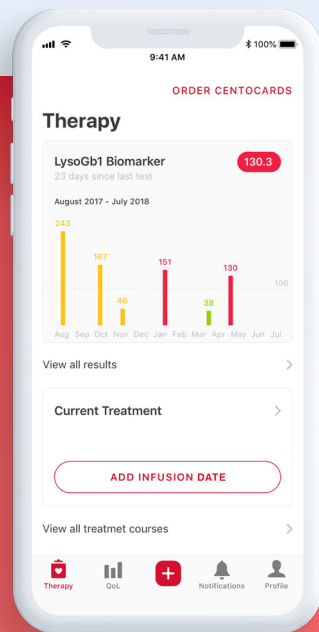 9:41 AM
100%
ORDER CENTOCARDS
Therapy
LysoGb1 Biomarker
130.3
23 days since last test
August 2017 - July 2018
243
167
46
151
38
130
100
Aug Sep Oct Nov Dec Jan Feb Mar Apr May Jun Jul
View all results
Current Treatment
ADD INFUSION DATE
View all treatmet courses
Therapy QoL Notifications Profile